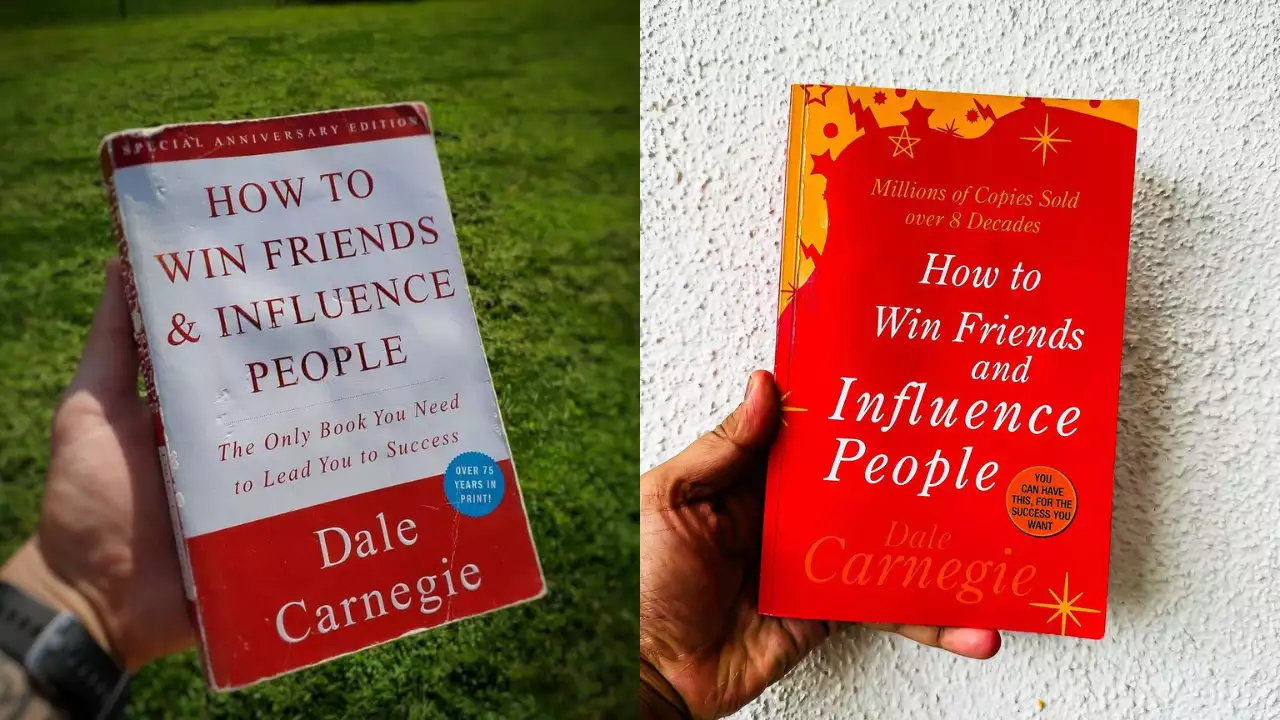 SPECIAL ANNIVERSARY EDITION
HOW TO
WIN FRIENDS
& INFLUENCE
PEOPLE
The Only Book You Need
to Lead You to Success
OVER 75
YEARS IN
PRINT!
Dale
Carnegie
Millions of Copies Sold
over 8 Decades
How to
Win Friends
and
Influence
People
YOU
CAN HAVE
THIS, FOR THE
SUCCESS YOU
WANT
Dale
Carnegie